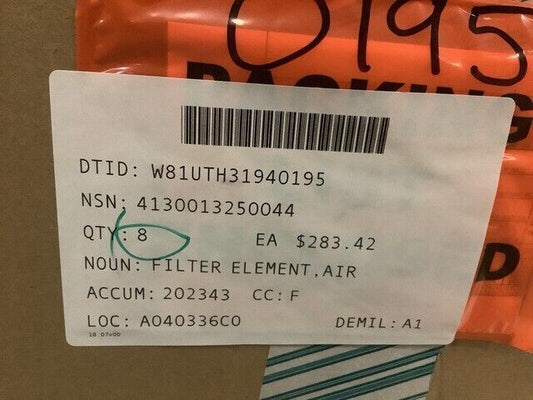 0195
PACKING
DTID: W81UTH31940195
NSN: 4130013250044
QTY: 8 EA $283.42
NOUN: FILTER ELEMENT,AIR
ACCUM: 202343 CC: F
LOC: A040336C0 DEMIL: A1